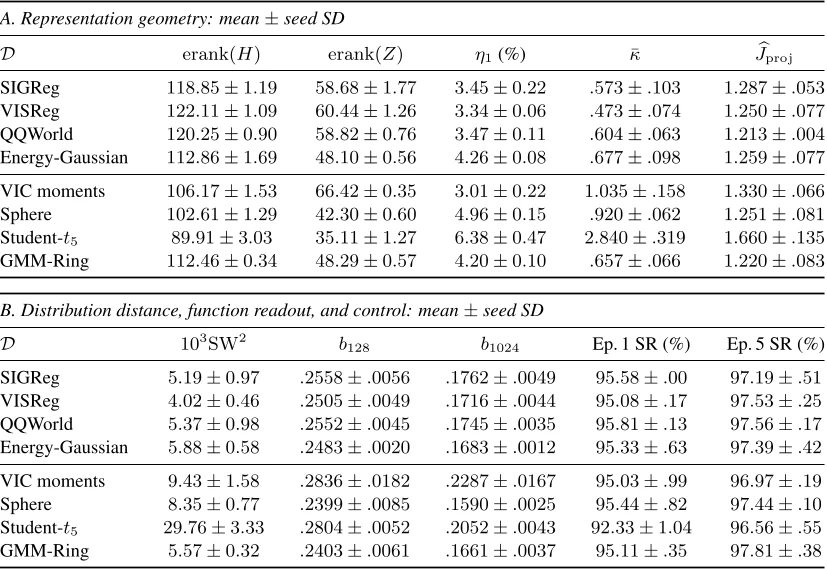 A. Representation geometry: mean ± seed SD
𝒟 erank(H) erank(Z) η₁ (%) κ̄ Ĵ_proj
SIGReg 118.85 ± 1.19 58.68 ± 1.77 3.45 ± 0.22 .573 ± .103 1.287 ± .053
VISReg 122.11 ± 1.09 60.44 ± 1.26 3.34 ± 0.06 .473 ± .074 1.250 ± .077
QQWorld 120.25 ± 0.90 58.82 ± 0.76 3.47 ± 0.11 .604 ± .063 1.213 ± .004
Energy-Gaussian 112.86 ± 1.69 48.10 ± 0.56 4.26 ± 0.08 .677 ± .098 1.259 ± .077
VIC moments 106.17 ± 1.53 66.42 ± 0.35 3.01 ± 0.22 1.035 ± .158 1.330 ± .066
Sphere 102.61 ± 1.29 42.30 ± 0.60 4.96 ± 0.15 .920 ± .062 1.251 ± .081
Student-t₅ 89.91 ± 3.03 35.11 ± 1.27 6.38 ± 0.47 2.840 ± .319 1.660 ± .135
GMM-Ring 112.46 ± 0.34 48.29 ± 0.57 4.20 ± 0.10 .657 ± .066 1.220 ± .083
B. Distribution distance, function readout, and control: mean ± seed SD
𝒟 10³SW² b₁₂₈ b₁₀₂₄ Ep. 1 SR (%) Ep. 5 SR (%)
SIGReg 5.19 ± 0.97 .2558 ± .0056 .1762 ± .0049 95.58 ± .00 97.19 ± .51
VISReg 4.02 ± 0.46 .2505 ± .0049 .1716 ± .0044 95.08 ± .17 97.53 ± .25
QQWorld 5.37 ± 0.98 .2552 ± .0045 .1745 ± .0035 95.81 ± .13 97.56 ± .17
Energy-Gaussian 5.88 ± 0.58 .2483 ± .0020 .1683 ± .0012 95.33 ± .63 97.39 ± .42
VIC moments 9.43 ± 1.58 .2836 ± .0182 .2287 ± .0167 95.03 ± .99 96.97 ± .19
Sphere 8.35 ± 0.77 .2399 ± .0085 .1590 ± .0025 95.44 ± .82 97.44 ± .10
Student-t₅ 29.76 ± 3.33 .2804 ± .0052 .2052 ± .0043 92.33 ± 1.04 96.56 ± .55
GMM-Ring 5.57 ± 0.32 .2403 ± .0061 .1661 ± .0037 95.11 ± .35 97.81 ± .38